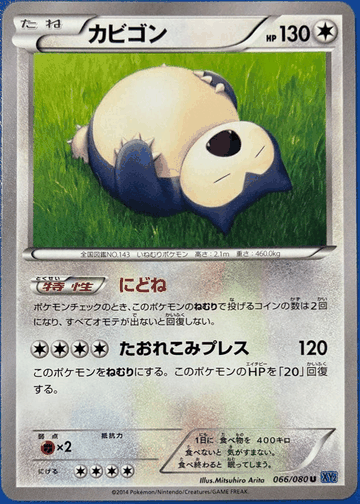 たね カビゴン HP 130
全国図鑑NO.143 いねむりポケモン 高さ：2.1m 重さ：460.0kg
とくせい
特性 にどね
ポケモンチェックのとき、このポケモンのねむりで投げるコインの数は2回
になり、すべてオモテが出ないと回復しない。
たおれこみプレス 120
このポケモンをねむりにする。このポケモンのHPを「20」回復
弱点 抵抗力
×2
にげる
1日に 食べ物を 400キロ
食べないと 気がすまない。
食べ終わると 眠ってしまう。
Illus.Mitsuhiro Arita 066/080 U XY
©2014 Pokémon/Nintendo/Creatures/GAME FREAK.